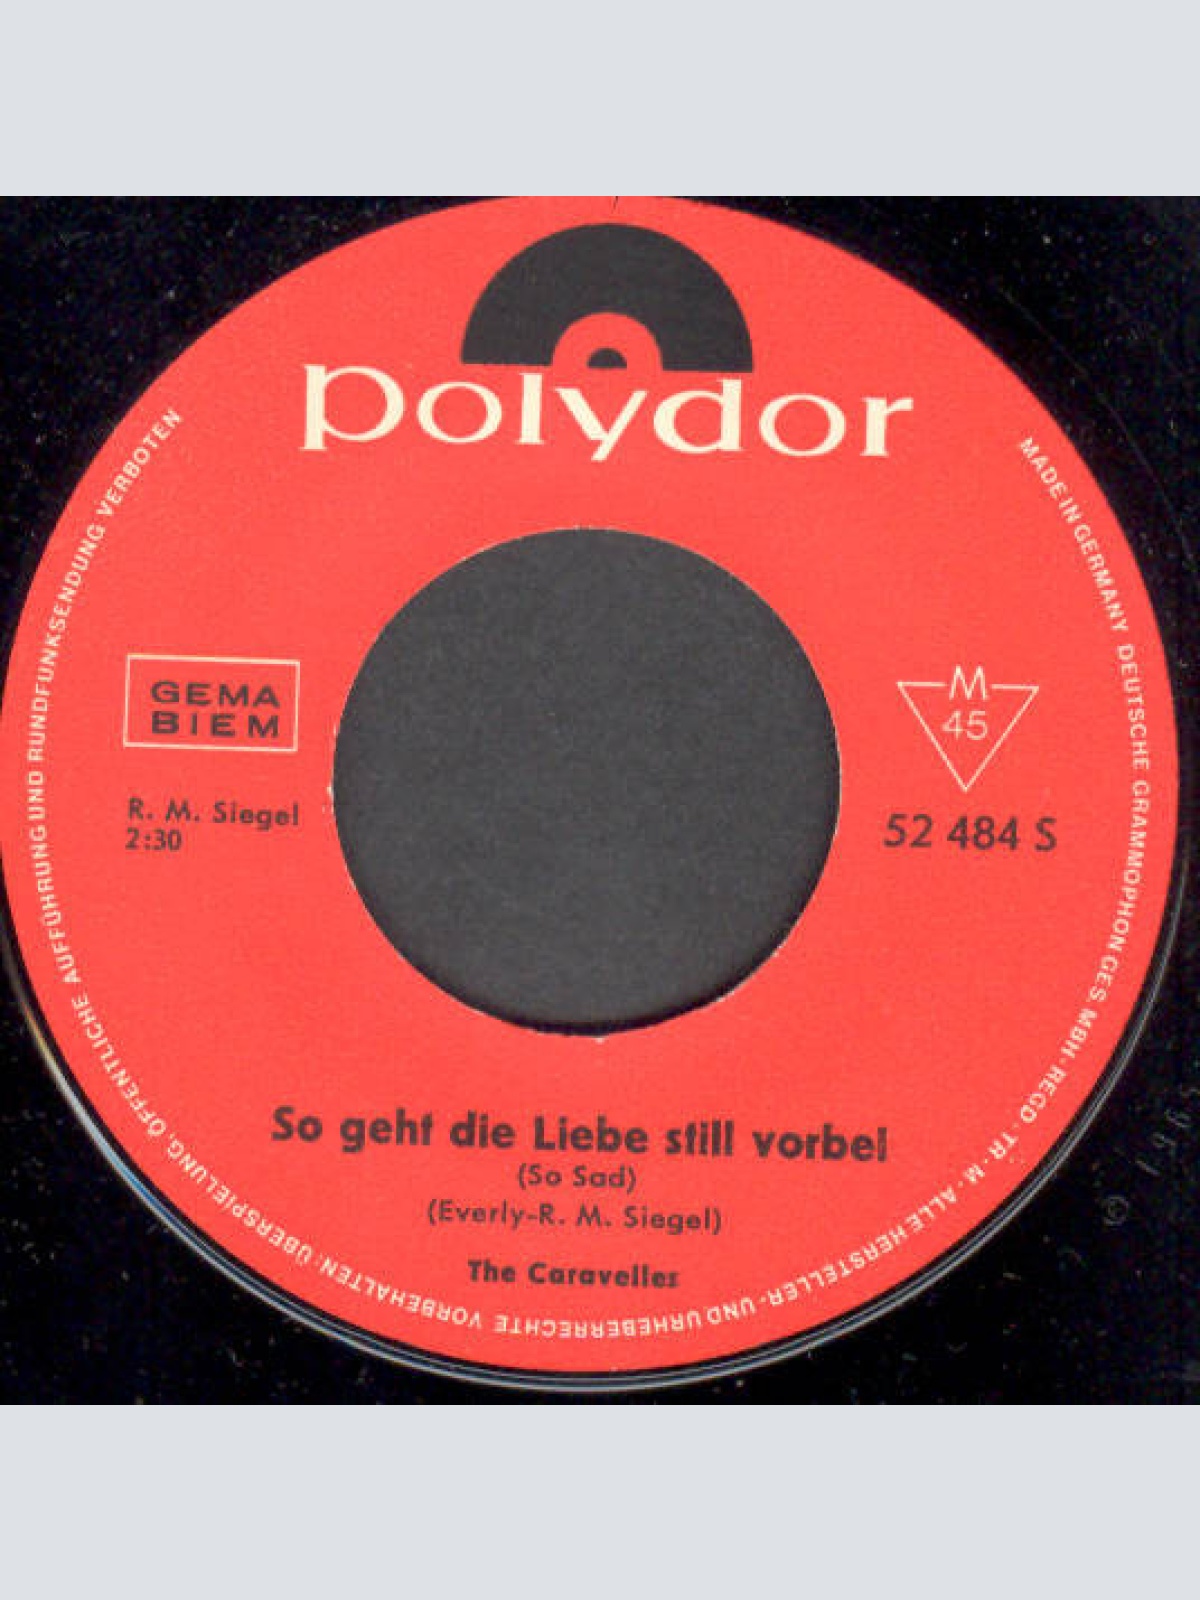 polydor
GEMA
BIEM
R. M. Siegel
2:30
M
45
52 484 S
So geht die Liebe still vorbei
(So Sad)
(Everly-R. M. Siegel)
The Caravelles
MADE IN GERMANY DEUTSCHE GRAMMOPHON GES. MBH · REGD. TR. M. · ALLE HERSTELLER- UND URHEBERRECHTE VORBEHALTEN · ÜBERSPIELUNG, ÖFFENTLICHE AUFFÜHRUNG UND RUNDFUNKSENDUNG VERBOTEN